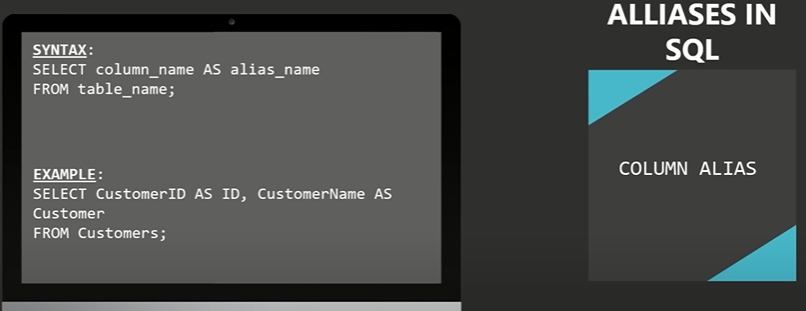 SYNTAX:
SELECT column_name AS alias_name
FROM table_name;
EXAMPLE:
SELECT CustomerID AS ID, CustomerName AS
Customer
FROM Customers;
ALLIASES IN
SQL
COLUMN ALIAS